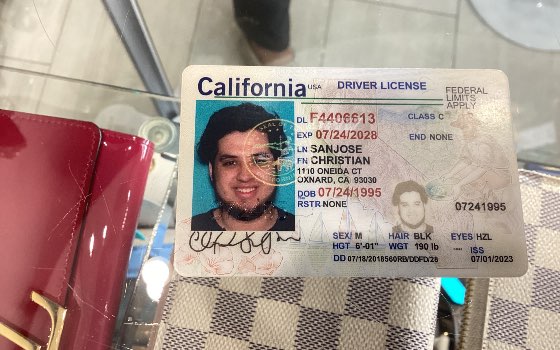 California USA DRIVER LICENSE
FEDERAL
LIMITS
APPLY
DL F4406613 CLASS C
EXP 07/24/2028 END NONE
LN SANJOSE
FN CHRISTIAN
1110 ONEIDA CT
OXNARD, CA 93030
DOB 07/24/1995
RSTR NONE
07241995
SEX/ M HAIR BLK EYES HZL
HGT 6'-01" WGT 190 lb ISS
DD 07/18/2018560RB/DDFD/28 07/01/2023